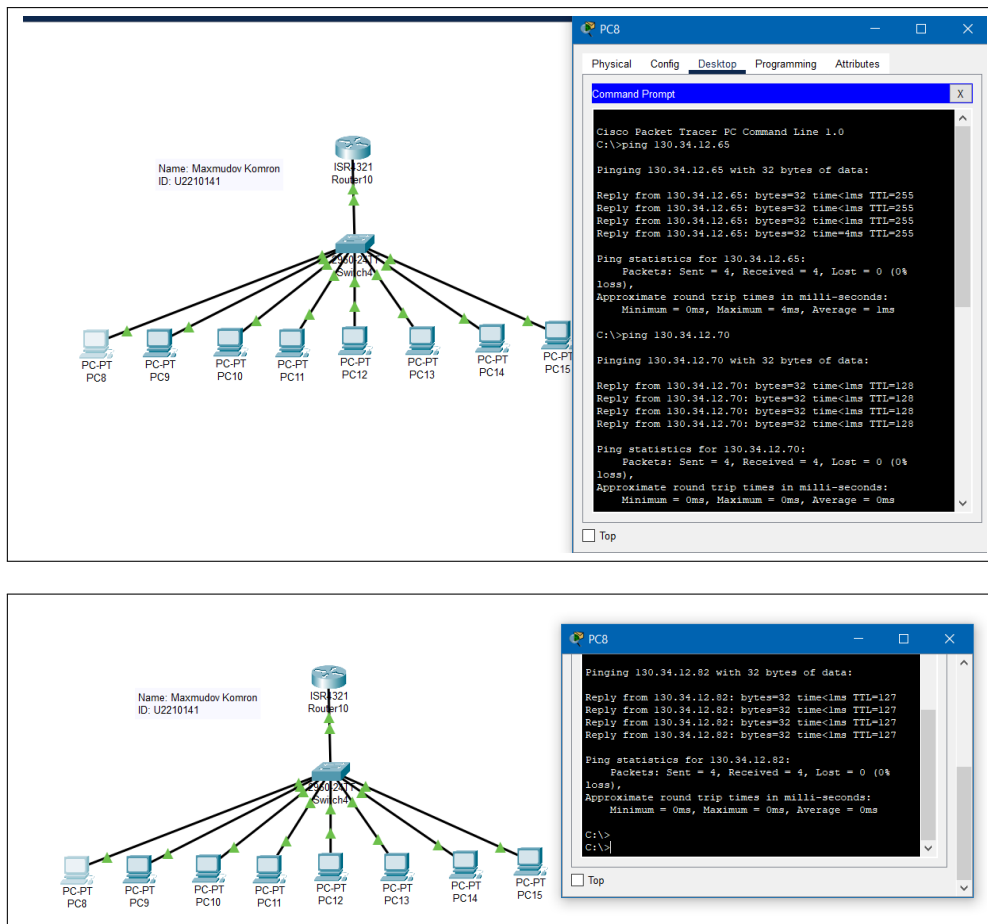 PC8
Physical Config Desktop Programming Attributes
Command Prompt X
Cisco Packet Tracer PC Command Line 1.0
C:\>ping 130.34.12.65
Pinging 130.34.12.65 with 32 bytes of data:
Reply from 130.34.12.65: bytes=32 time<1ms TTL=255
Reply from 130.34.12.65: bytes=32 time<1ms TTL=255
Reply from 130.34.12.65: bytes=32 time<1ms TTL=255
Reply from 130.34.12.65: bytes=32 time=4ms TTL=255
Ping statistics for 130.34.12.65:
Packets: Sent = 4, Received = 4, Lost = 0 (0%
loss),
Approximate round trip times in milli-seconds:
Minimum = 0ms, Maximum = 4ms, Average = 1ms
C:\>ping 130.34.12.70
Pinging 130.34.12.70 with 32 bytes of data:
Reply from 130.34.12.70: bytes=32 time<1ms TTL=128
Reply from 130.34.12.70: bytes=32 time<1ms TTL=128
Reply from 130.34.12.70: bytes=32 time<1ms TTL=128
Reply from 130.34.12.70: bytes=32 time<1ms TTL=128
Ping statistics for 130.34.12.70:
Packets: Sent = 4, Received = 4, Lost = 0 (0%
loss),
Approximate round trip times in milli-seconds:
Minimum = 0ms, Maximum = 0ms, Average = 0ms
Top
Name: Maxmudov Komron
ID: U2210141
ISR4321
Router10
2960-24TT
Switch4
PC-PT PC-PT PC-PT PC-PT PC-PT PC-PT PC-PT PC-PT
PC8 PC9 PC10 PC11 PC12 PC13 PC14 PC15
PC8
Pinging 130.34.12.82 with 32 bytes of data:
Reply from 130.34.12.82: bytes=32 time<1ms TTL=127
Reply from 130.34.12.82: bytes=32 time<1ms TTL=127
Reply from 130.34.12.82: bytes=32 time<1ms TTL=127
Reply from 130.34.12.82: bytes=32 time<1ms TTL=127
Ping statistics for 130.34.12.82:
Packets: Sent = 4, Received = 4, Lost = 0 (0%
loss),
Approximate round trip times in milli-seconds:
Minimum = 0ms, Maximum = 0ms, Average = 0ms
C:\>
C:\>
Top
Name: Maxmudov Komron
ID: U2210141
ISR4321
Router10
2960-24TT
Switch4
PC-PT PC-PT PC-PT PC-PT PC-PT PC-PT PC-PT PC-PT
PC8 PC9 PC10 PC11 PC12 PC13 PC14 PC15